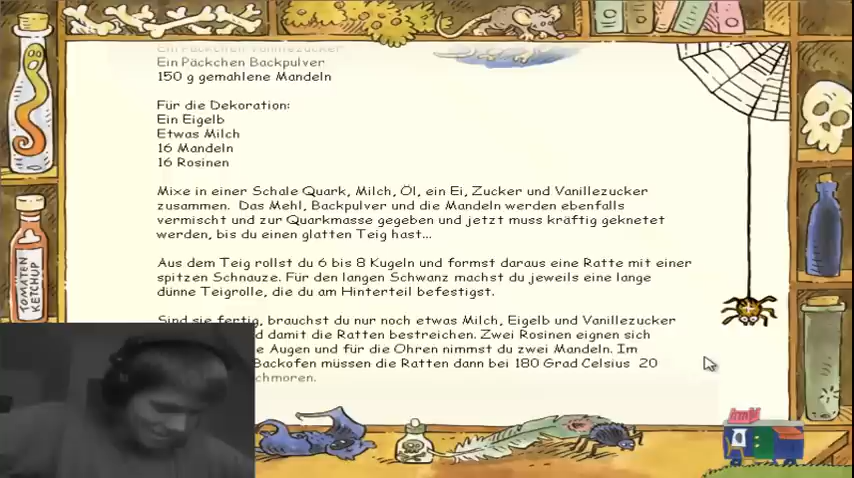 Ein Päckchen Vanillezucker
Ein Päckchen Backpulver
150 g gemahlene Mandeln
Für die Dekoration:
Ein Eigelb
Etwas Milch
16 Mandeln
16 Rosinen
Mixe in einer Schale Quark, Milch, Öl, ein Ei, Zucker und Vanillezucker
zusammen. Das Mehl, Backpulver und die Mandeln werden ebenfalls
vermischt und zur Quarkmasse gegeben und jetzt muss kräftig geknetet
werden, bis du einen glatten Teig hast...
Aus dem Teig rollst du 6 bis 8 Kugeln und formst daraus eine Ratte mit einer
spitzen Schnauze. Für den langen Schwanz machst du jeweils eine lange
dünne Teigrolle, die du am Hinterteil befestigst.
Sind sie fertig, brauchst du nur noch etwas Milch, Eigelb und Vanillezucker
damit die Ratten bestreichen. Zwei Rosinen eignen sich
Augen und für die Ohren nimmst du zwei Mandeln. Im
Backofen müssen die Ratten dann bei 180 Grad Celsius 20
TOMATEN
KETCHUP